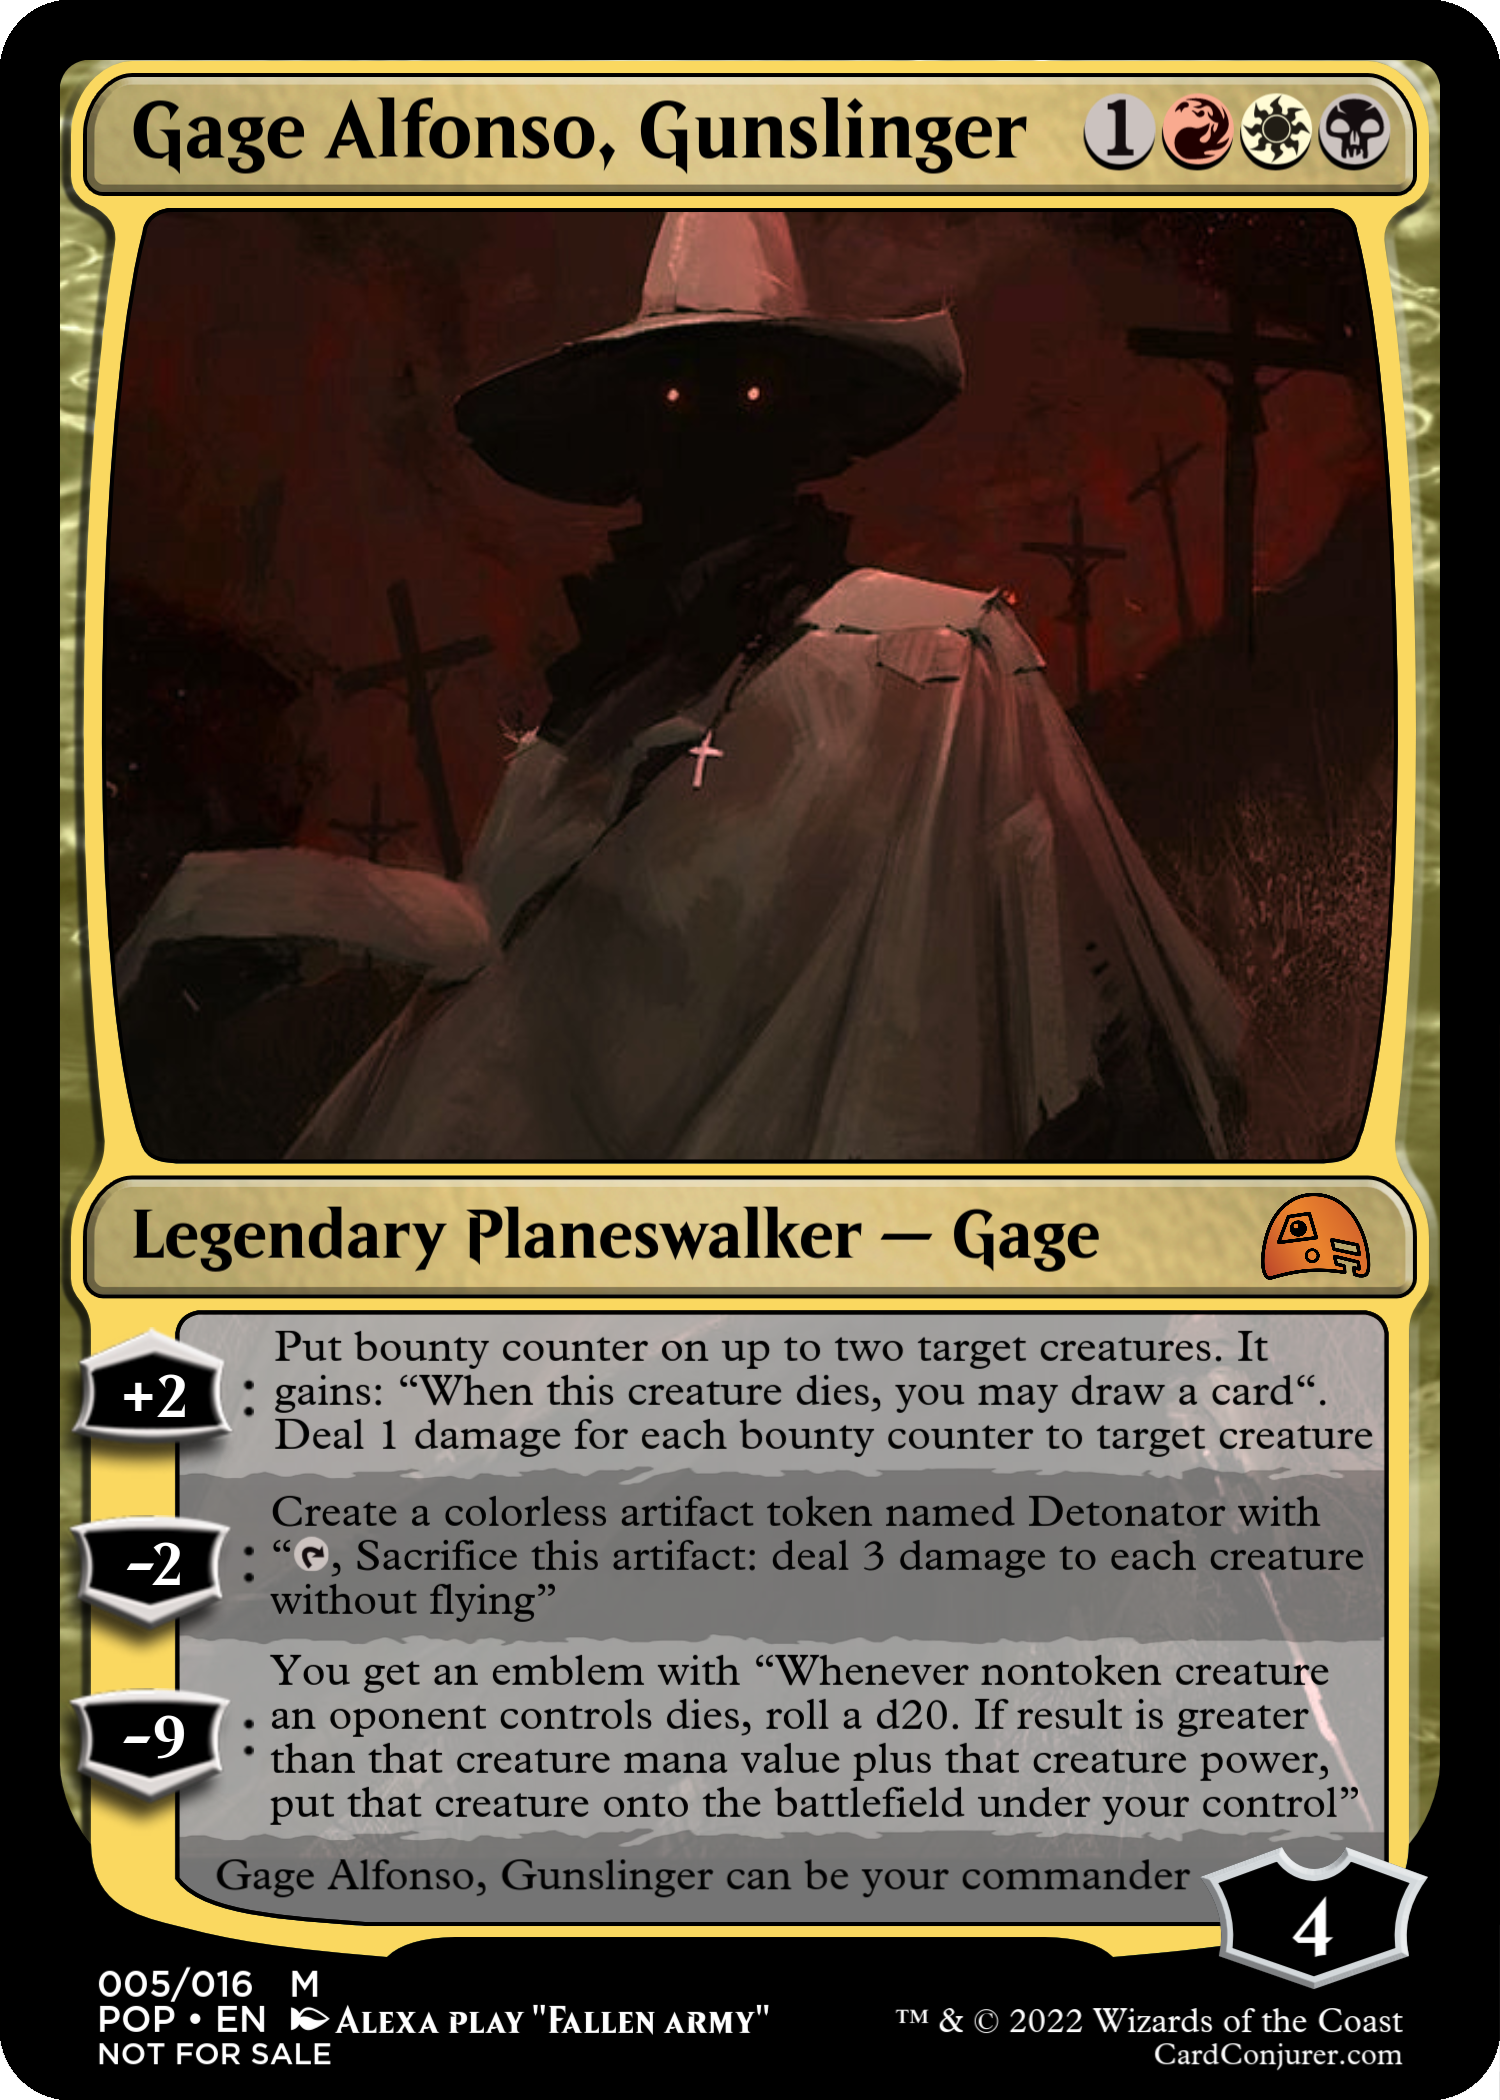 Gage Alfonso, Gunslinger 1
Legendary Planeswalker — Gage
+2
Put bounty counter on up to two target creatures. It
: gains: “When this creature dies, you may draw a card“.
Deal 1 damage for each bounty counter to target creature
−2
Create a colorless artifact token named Detonator with
: “, Sacrifice this artifact: deal 3 damage to each creature
without flying”
−9
You get an emblem with “Whenever nontoken creature
: an oponent controls dies, roll a d20. If result is greater
than that creature mana value plus that creature power,
put that creature onto the battlefield under your control”
Gage Alfonso, Gunslinger can be your commander
4
005/016 M
POP • EN Alexa play "Fallen army"
NOT FOR SALE
™ & © 2022 Wizards of the Coast
CardConjurer.com